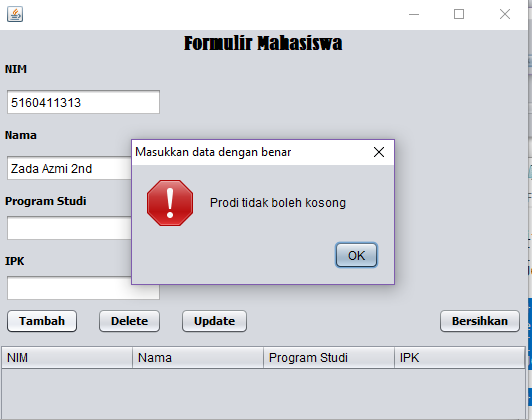 Formulir Mahasiswa
NIM
5160411313
Nama
Zada Azmi 2nd
Masukkan data dengan benar
Prodi tidak boleh kosong
OK
Program Studi
IPK
Tambah Delete Update Bersihkan
NIM Nama Program Studi IPK